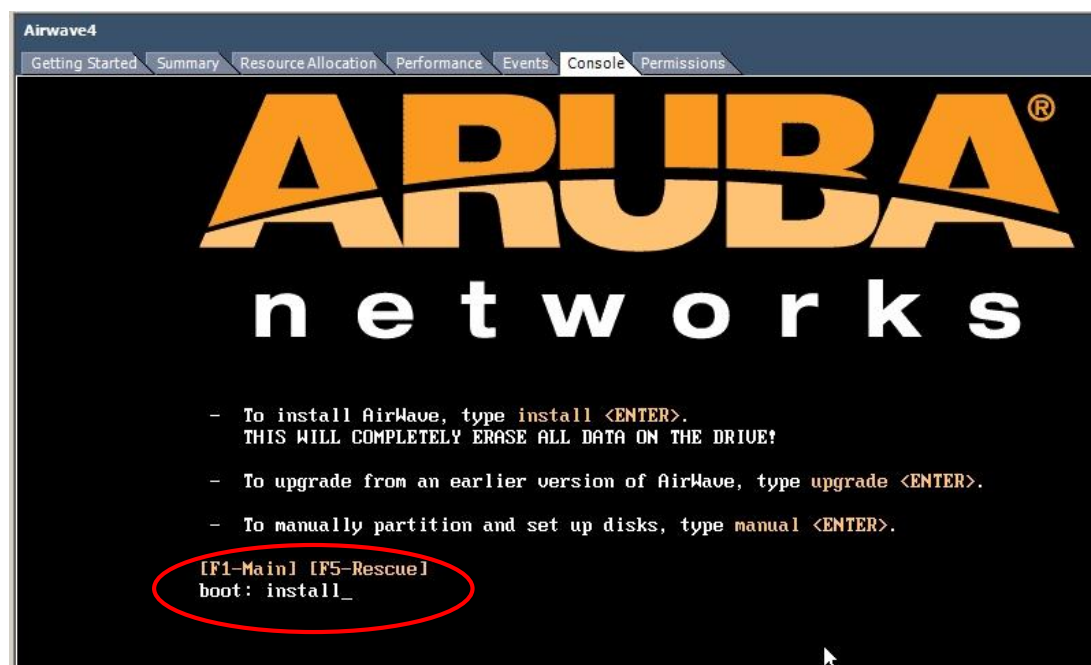 Airwave4
Getting Started Summary Resource Allocation Performance Events Console Permissions
ARUBA®
networks
- To install AirWave, type install <ENTER>.
THIS WILL COMPLETELY ERASE ALL DATA ON THE DRIVE!
- To upgrade from an earlier version of AirWave, type upgrade <ENTER>.
- To manually partition and set up disks, type manual <ENTER>.
[F1-Main] [F5-Rescue]
boot: install_